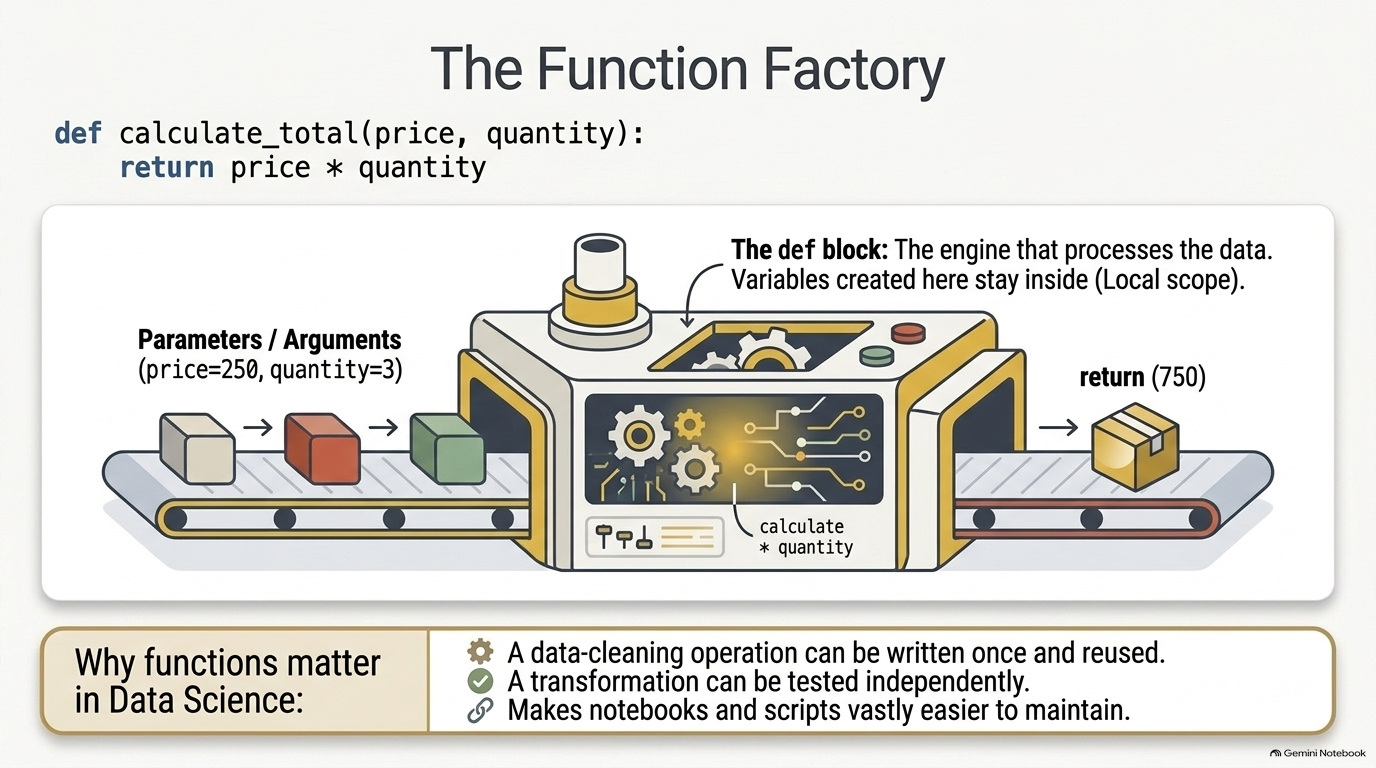 The Function Factory
def calculate_total(price, quantity):
    return price * quantity
The def block: The engine that processes the data.
Variables created here stay inside (Local scope).
Parameters / Arguments
(price=250, quantity=3)
return (750)
calculate
* quantity
Why functions matter
in Data Science:
A data-cleaning operation can be written once and reused.
A transformation can be tested independently.
Makes notebooks and scripts vastly easier to maintain.
Gemini Notebook